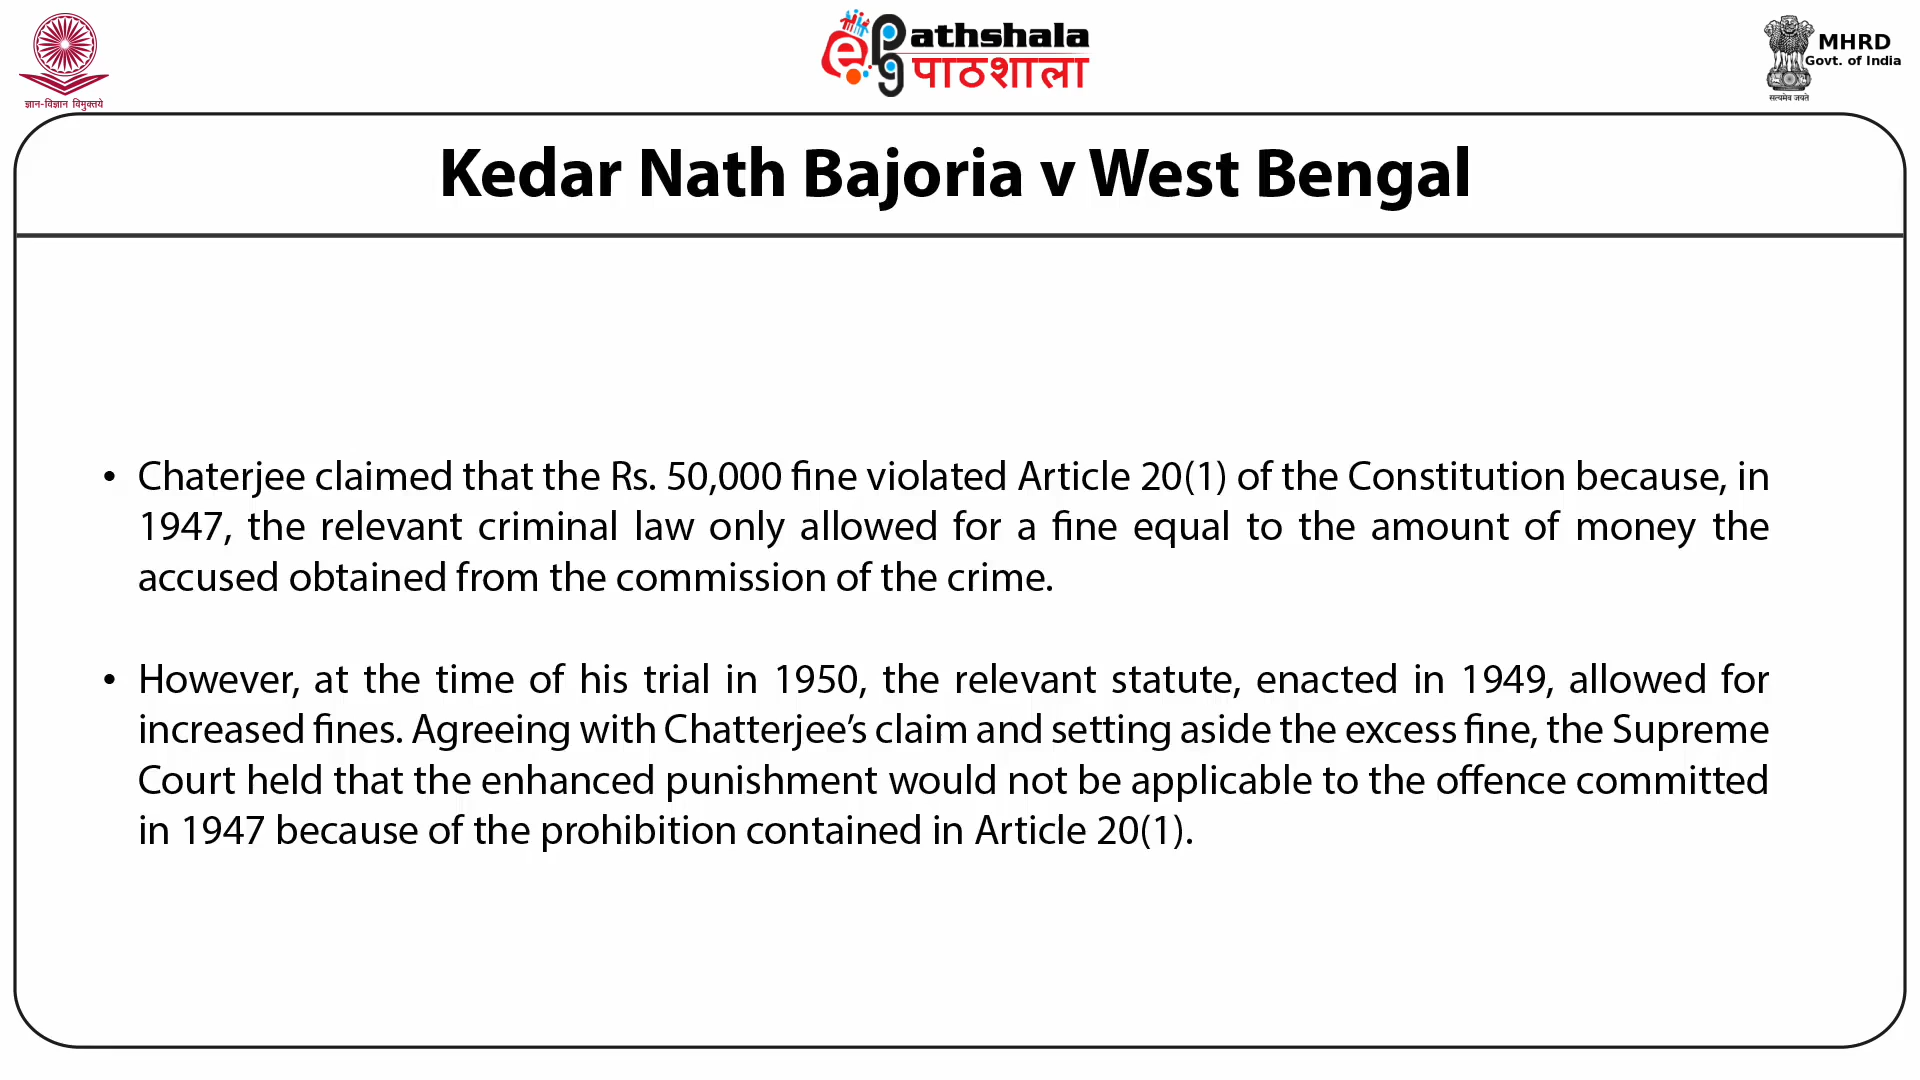 ज्ञान-विज्ञान विमुक्तये
ePathshala
पाठशाला
MHRD
Govt. of India
सत्यमेव जयते
Kedar Nath Bajoria v West Bengal
• Chaterjee claimed that the Rs. 50,000 fine violated Article 20(1) of the Constitution because, in
1947, the relevant criminal law only allowed for a fine equal to the amount of money the
accused obtained from the commission of the crime.
• However, at the time of his trial in 1950, the relevant statute, enacted in 1949, allowed for
increased fines. Agreeing with Chatterjee’s claim and setting aside the excess fine, the Supreme
Court held that the enhanced punishment would not be applicable to the offence committed
in 1947 because of the prohibition contained in Article 20(1).